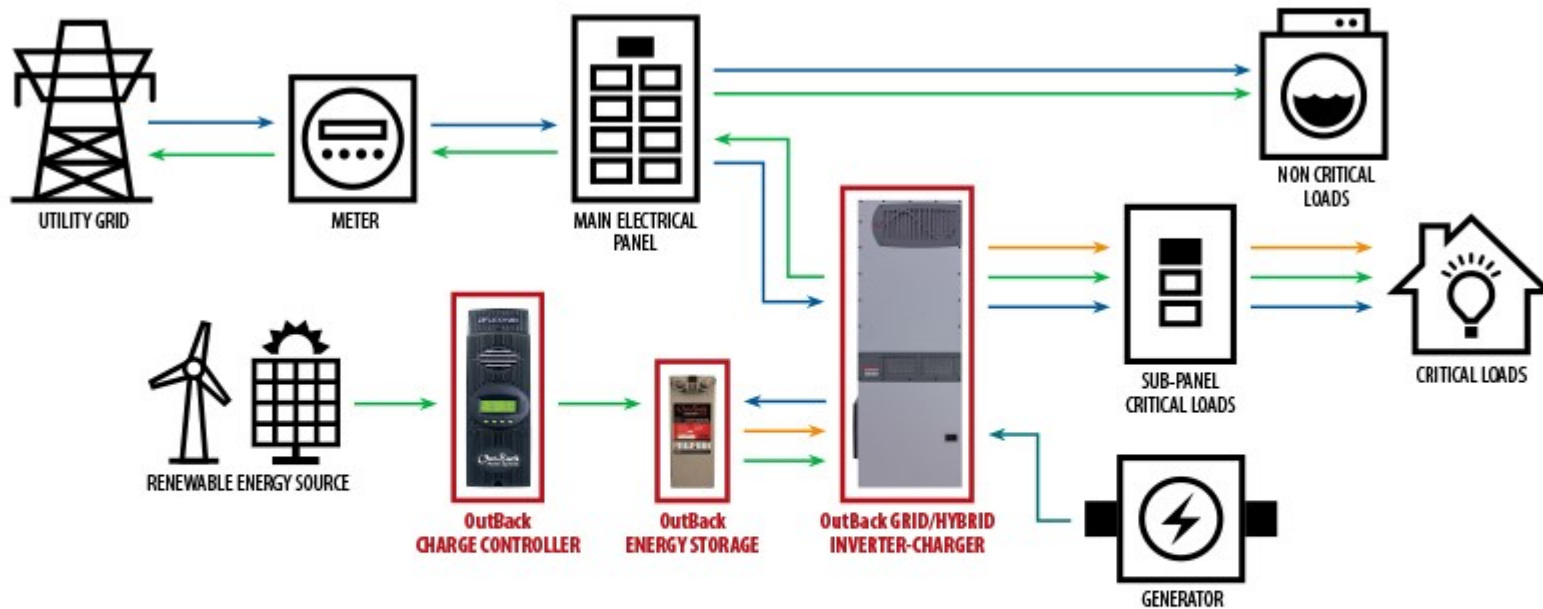 UTILITY GRID
METER
MAIN ELECTRICAL
PANEL
NON CRITICAL
LOADS
SUB-PANEL
CRITICAL LOADS
CRITICAL LOADS
RENEWABLE ENERGY SOURCE
OutBack
CHARGE CONTROLLER
OutBack
ENERGY STORAGE
OutBack GRID/HYBRID
INVERTER-CHARGER
GENERATOR